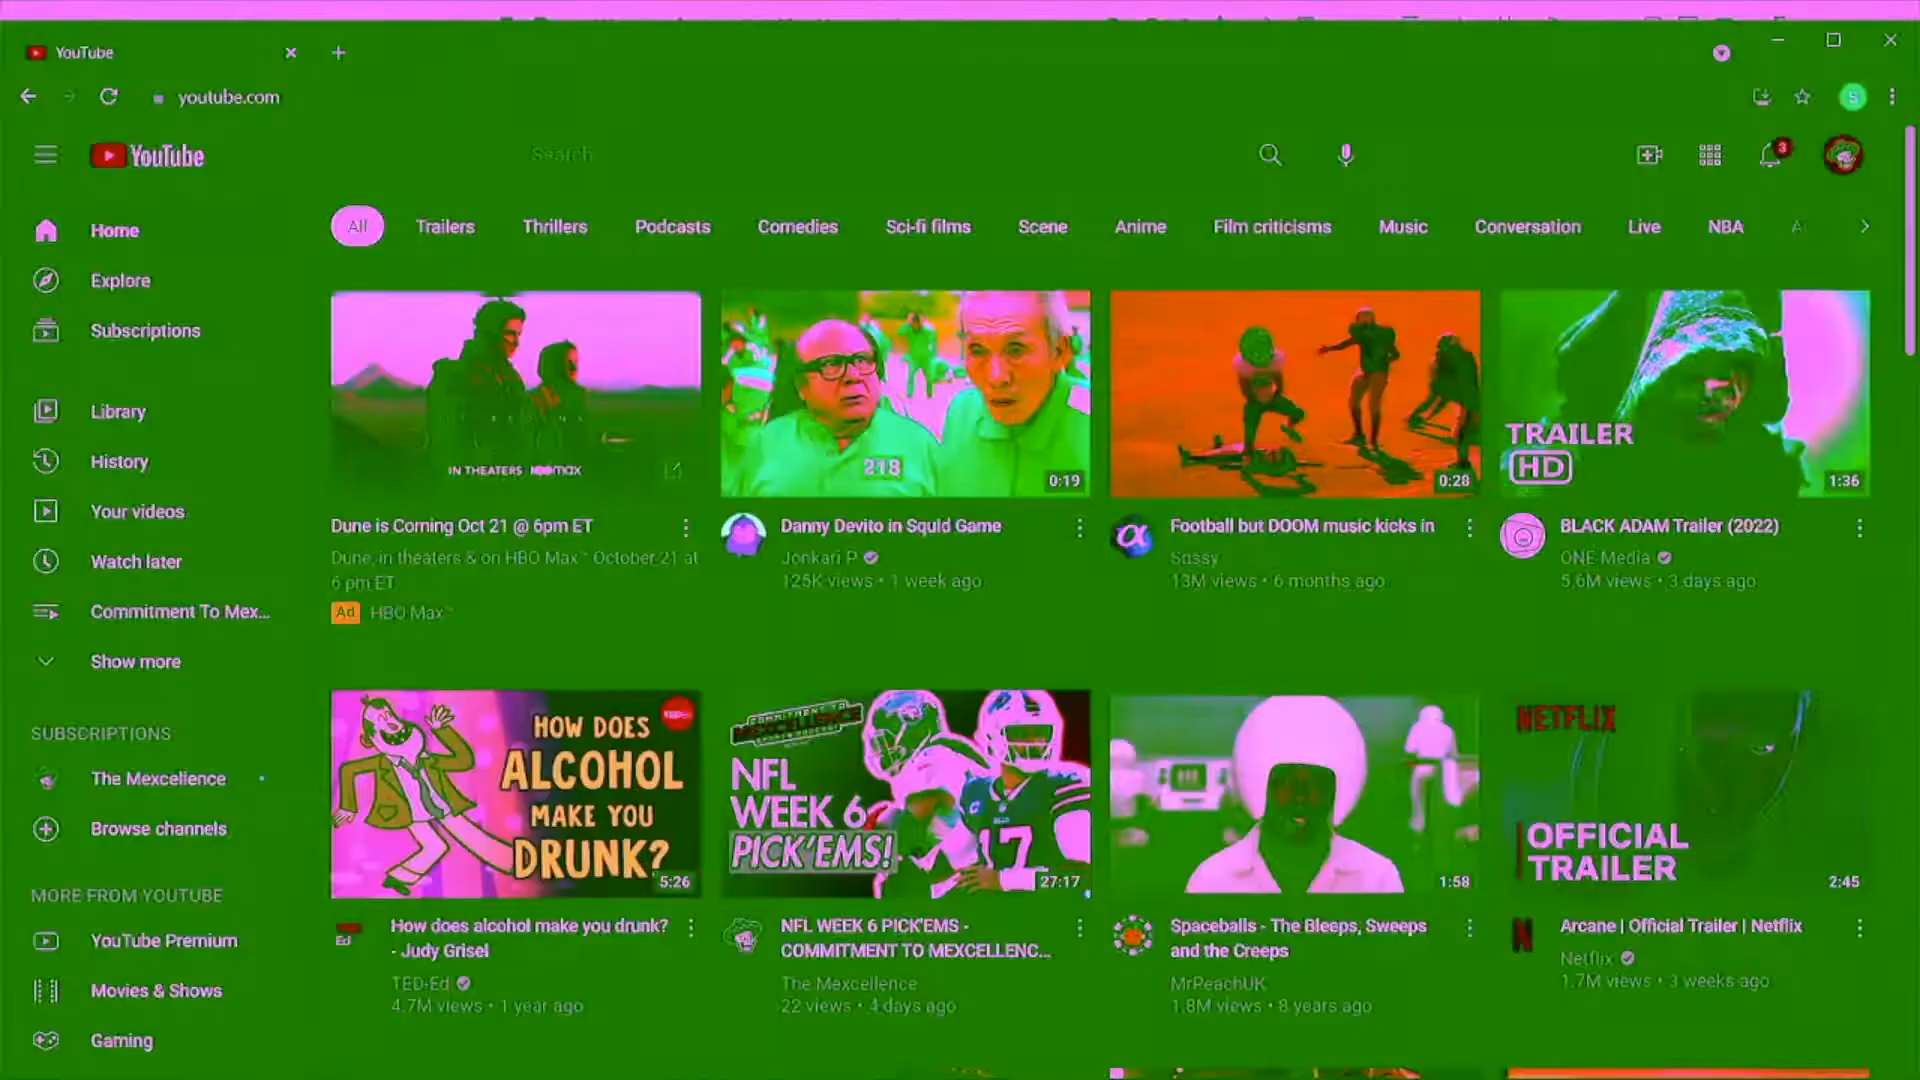 YouTube
youtube.com
S
YouTube
Search
3
Home
Explore
Subscriptions
Library
History
Your videos
Watch later
Commitment To Mex...
Show more
SUBSCRIPTIONS
The Mexcellence
Browse channels
MORE FROM YOUTUBE
YouTube Premium
Movies & Shows
Gaming
All Trailers Thrillers Podcasts Comedies Sci-fi films Scene Anime Film criticisms Music Conversation Live NBA
IN THEATERS HBOmax
Dune is Coming Oct 21 @ 6pm ET
Dune, in theaters & on HBO Max™ October 21 at
6 pm ET
Ad HBO Max™
218
0:19
Danny Devito in Squid Game
Jonkari P
125K views • 1 week ago
0:28
Football but DOOM music kicks in
Sassy
13M views • 6 months ago
TRAILER
HD
1:36
BLACK ADAM Trailer (2022)
ONE Media
5.6M views • 3 days ago
HOW DOES
ALCOHOL
MAKE YOU
DRUNK?
5:26
Ed
How does alcohol make you drunk?
- Judy Grisel
TED-Ed
4.7M views • 1 year ago
COMMITMENT TO
MEXCELLENCE
NFL
WEEK 6
PICK'EMS!
17
27:17
NFL WEEK 6 PICK'EMS -
COMMITMENT TO MEXCELLENC...
The Mexcellence
22 views • 4 days ago
1:58
Spaceballs - The Bleeps, Sweeps
and the Creeps
MrPeachUK
1.8M views • 8 years ago
NETFLIX
OFFICIAL
TRAILER
2:45
N
Arcane | Official Trailer | Netflix
Netflix
1.7M views • 3 weeks ago